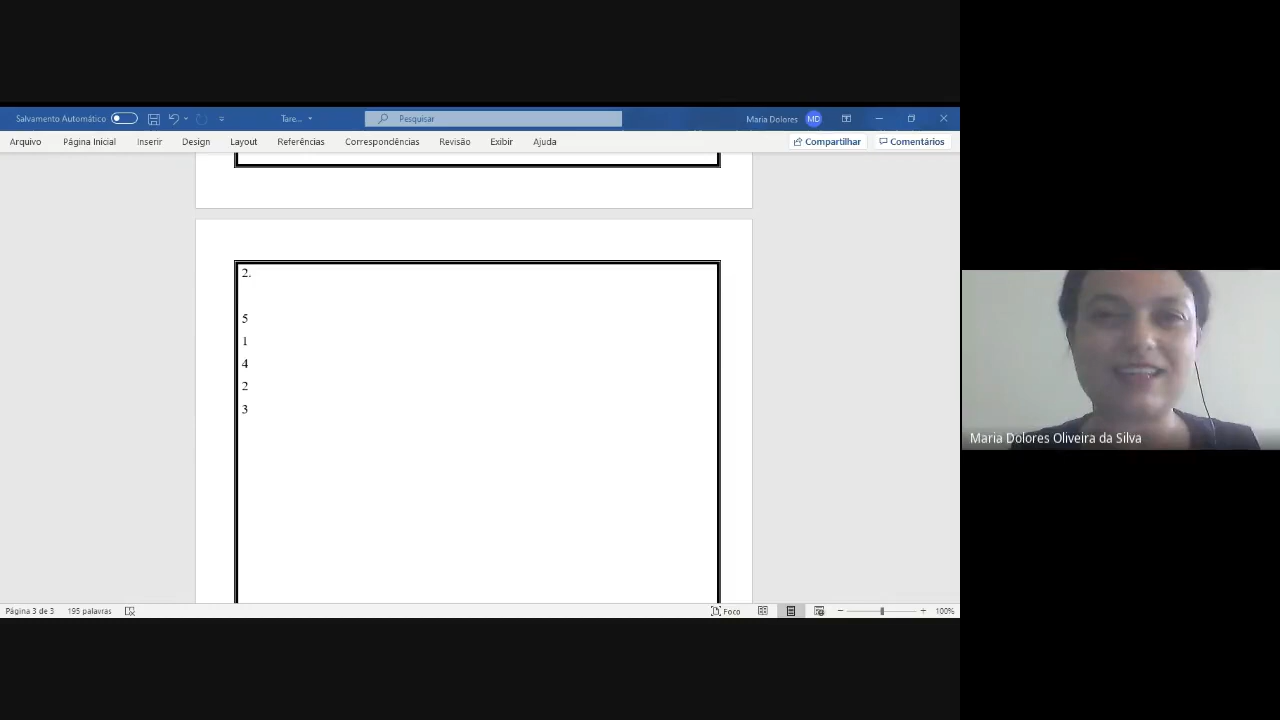 Salvamento Automático
Tare...
Pesquisar
Maria Dolores
MD
Arquivo
Página Inicial
Inserir
Design
Layout
Referências
Correspondências
Revisão
Exibir
Ajuda
Compartilhar
Comentários
2.
5
1
4
2
3
Maria Dolores Oliveira da Silva
Página 3 de 3
195 palavras
Foco
100%